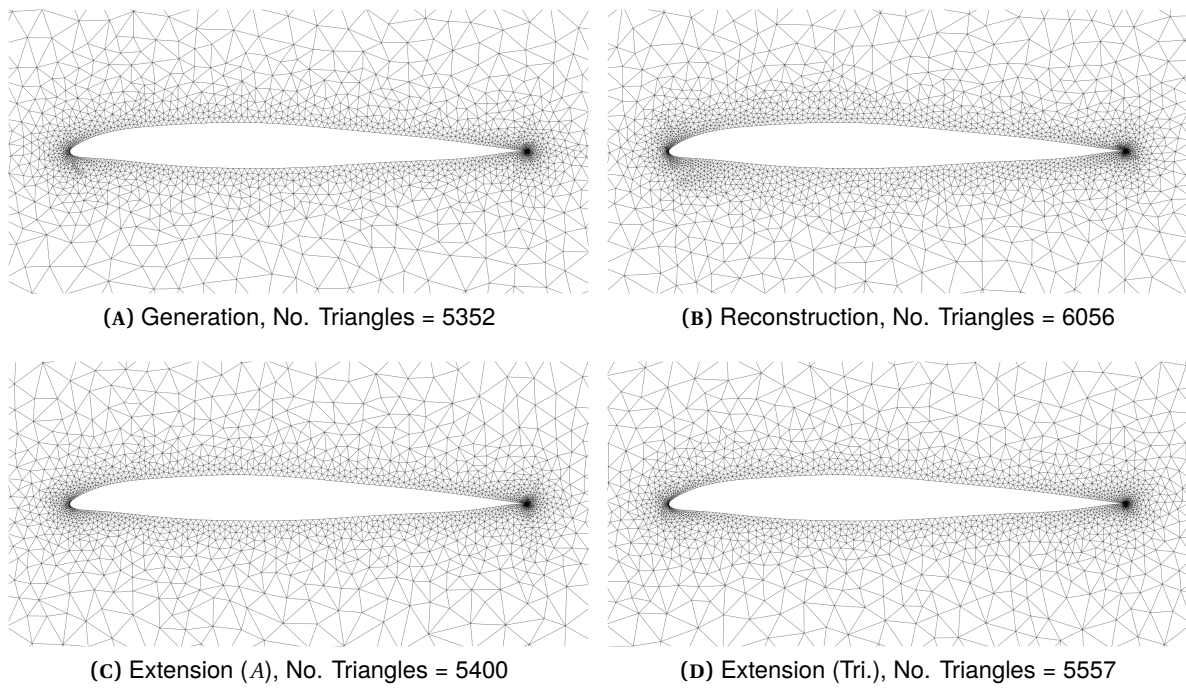 (A) Generation, No. Triangles = 5352
(B) Reconstruction, No. Triangles = 6056
(C) Extension (A), No. Triangles = 5400
(D) Extension (Tri.), No. Triangles = 5557